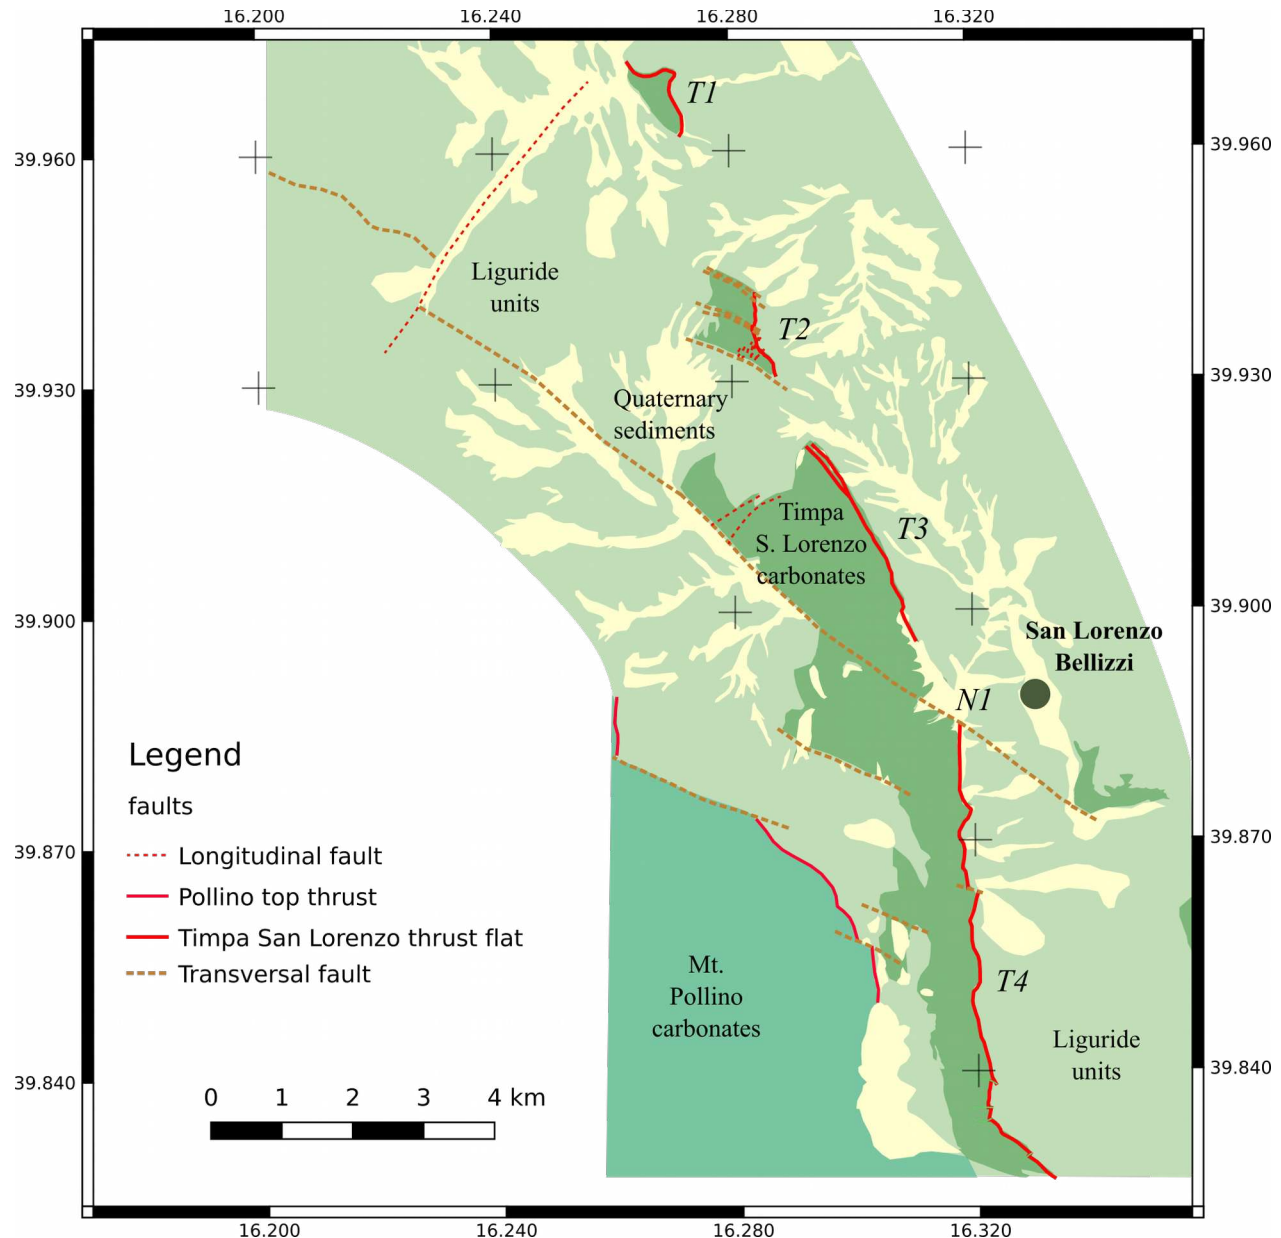 16.200 16.240 16.280 16.320
T1
39.960 39.960
Liguride
units
T2
39.930 39.930
Quaternary
sediments
Timpa
S. Lorenzo
carbonates
T3
39.900 39.900
San Lorenzo
Bellizzi
N1
Legend
faults
Longitudinal fault
Pollino top thrust
Timpa San Lorenzo thrust flat
Transversal fault
39.870 39.870
Mt.
Pollino
carbonates
T4
Liguride
units
39.840 39.840
0 1 2 3 4 km
16.200 16.240 16.280 16.320